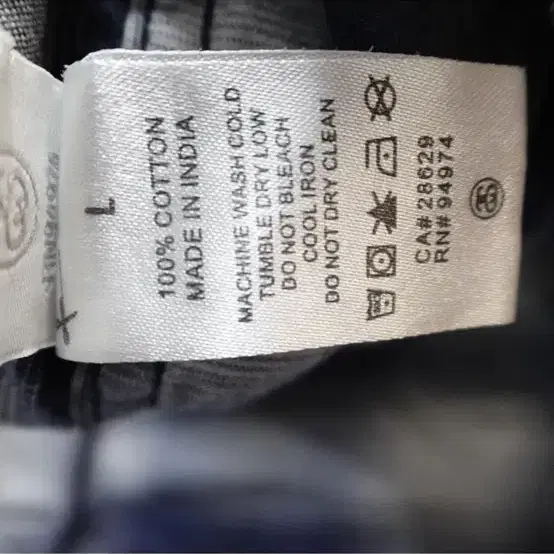 L
100% COTTON
MADE IN INDIA
MACHINE WASH COLD
TUMBLE DRY LOW
DO NOT BLEACH
COOL IRON
DO NOT DRY CLEAN
CA# 28629
RN# 94974